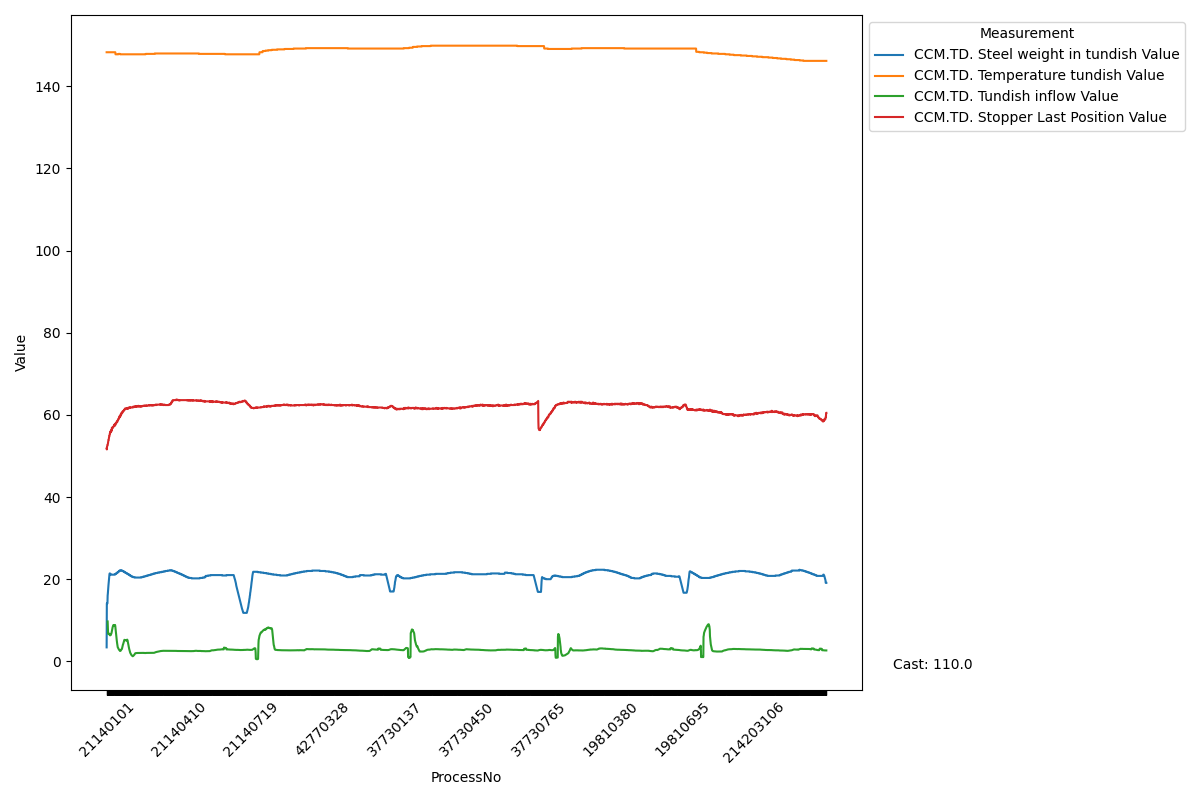 Measurement
CCM.TD. Steel weight in tundish Value
CCM.TD. Temperature tundish Value
CCM.TD. Tundish inflow Value
CCM.TD. Stopper Last Position Value
140
120
100
80
60
40
20
0
Value
Cast: 110.0
21140101
21140410
21140719
42770328
37730137
37730450
37730765
19810380
19810695
214203106
ProcessNo